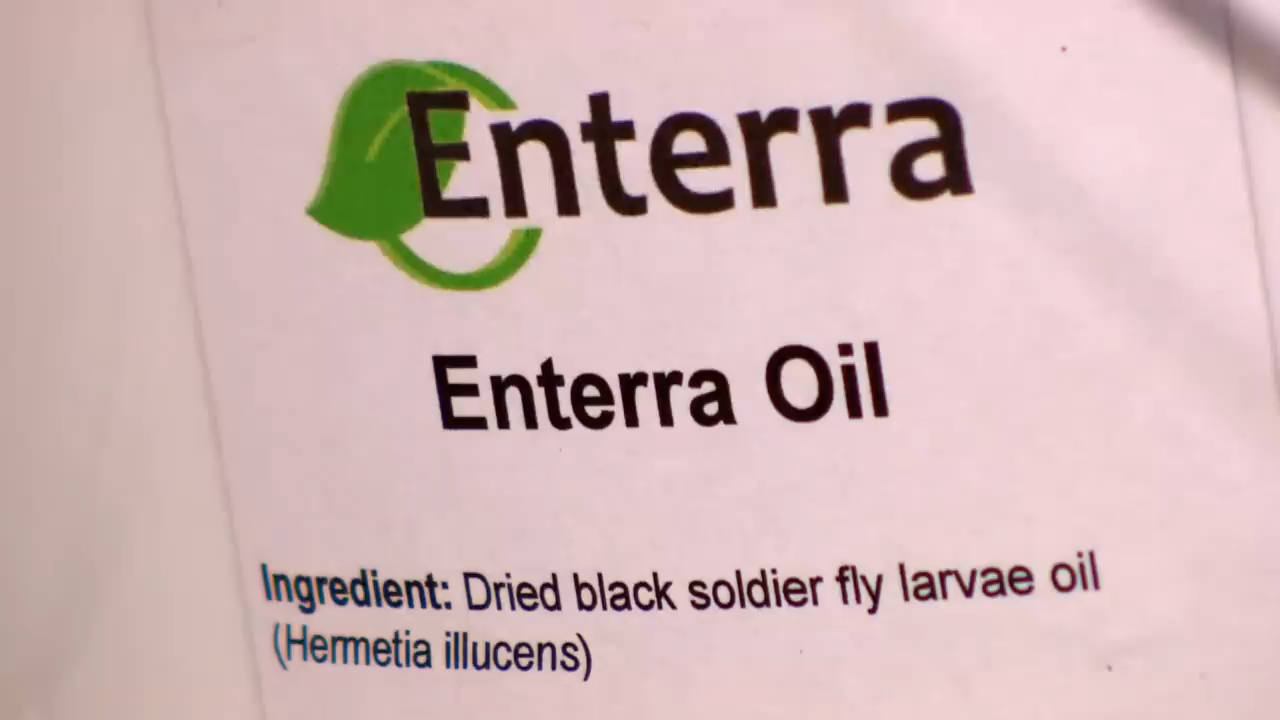 Enterra
Enterra Oil
Ingredient: Dried black soldier fly larvae oil
(Hermetia illucens)